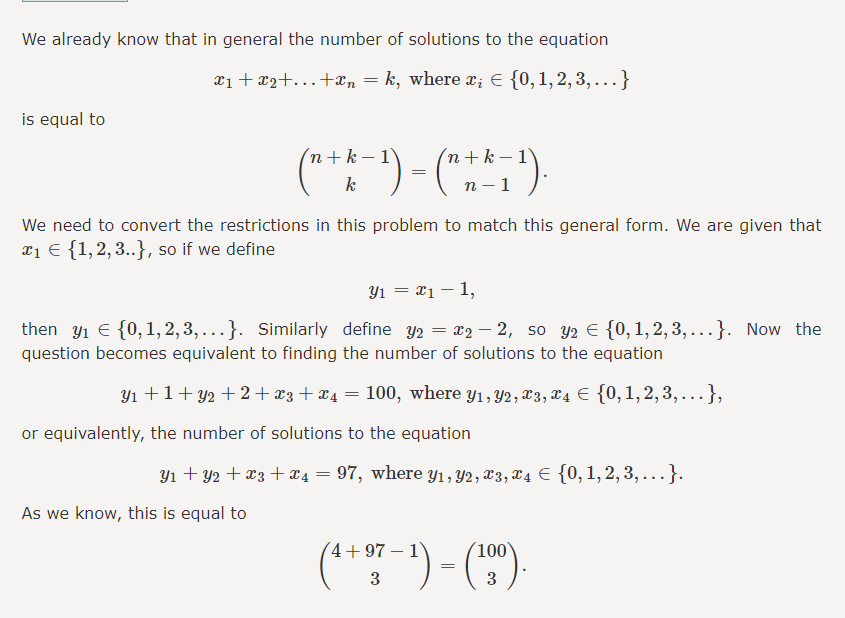 We already know that in general the number of solutions to the equation
x₁ + x₂+...+xₙ = k, where xᵢ ∈ {0, 1, 2, 3, ...}
is equal to
(n + k − 1 choose k) = (n + k − 1 choose n − 1).
We need to convert the restrictions in this problem to match this general form. We are given that
x₁ ∈ {1, 2, 3..}, so if we define
y₁ = x₁ − 1,
then y₁ ∈ {0, 1, 2, 3, ...}. Similarly define y₂ = x₂ − 2, so y₂ ∈ {0, 1, 2, 3, ...}. Now the
question becomes equivalent to finding the number of solutions to the equation
y₁ + 1 + y₂ + 2 + x₃ + x₄ = 100, where y₁, y₂, x₃, x₄ ∈ {0, 1, 2, 3, ...},
or equivalently, the number of solutions to the equation
y₁ + y₂ + x₃ + x₄ = 97, where y₁, y₂, x₃, x₄ ∈ {0, 1, 2, 3, ...}.
As we know, this is equal to
(4 + 97 − 1 choose 3) = (100 choose 3).